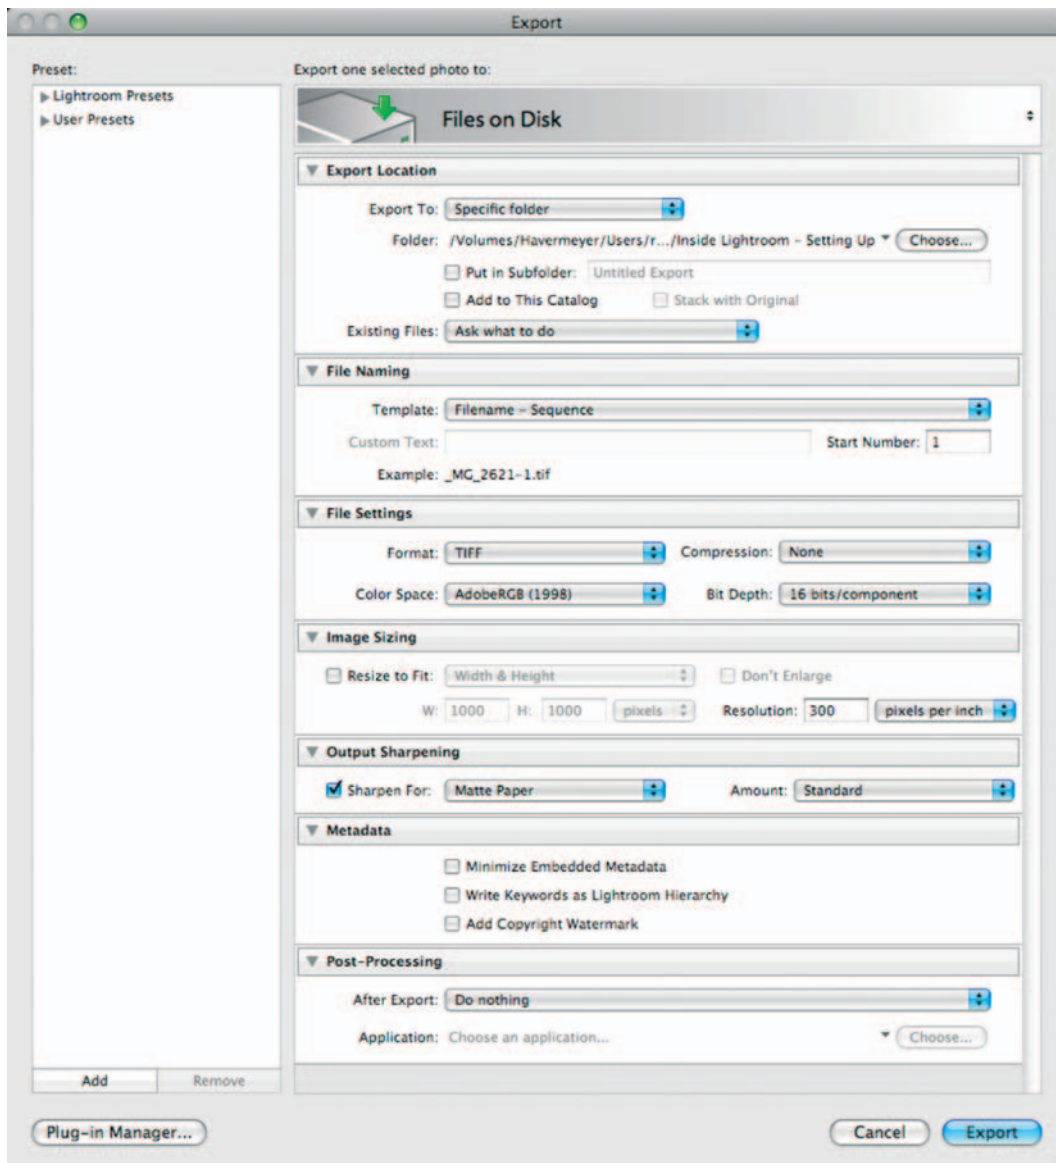 Export
Preset:
Lightroom Presets
User Presets
Add
Remove
Export one selected photo to:
Files on Disk
Export Location
Export To: Specific folder
Folder: /Volumes/Havermeyer/Users/r.../Inside Lightroom - Setting Up Choose...
Put in Subfolder: Untitled Export
Add to This Catalog Stack with Original
Existing Files: Ask what to do
File Naming
Template: Filename - Sequence
Custom Text: Start Number: 1
Example: _MG_2621-1.tif
File Settings
Format: TIFF Compression: None
Color Space: AdobeRGB (1998) Bit Depth: 16 bits/component
Image Sizing
Resize to Fit: Width & Height Don't Enlarge
W: 1000 H: 1000 pixels Resolution: 300 pixels per inch
Output Sharpening
Sharpen For: Matte Paper Amount: Standard
Metadata
Minimize Embedded Metadata
Write Keywords as Lightroom Hierarchy
Add Copyright Watermark
Post-Processing
After Export: Do nothing
Application: Choose an application... Choose...
Plug-in Manager... Cancel Export